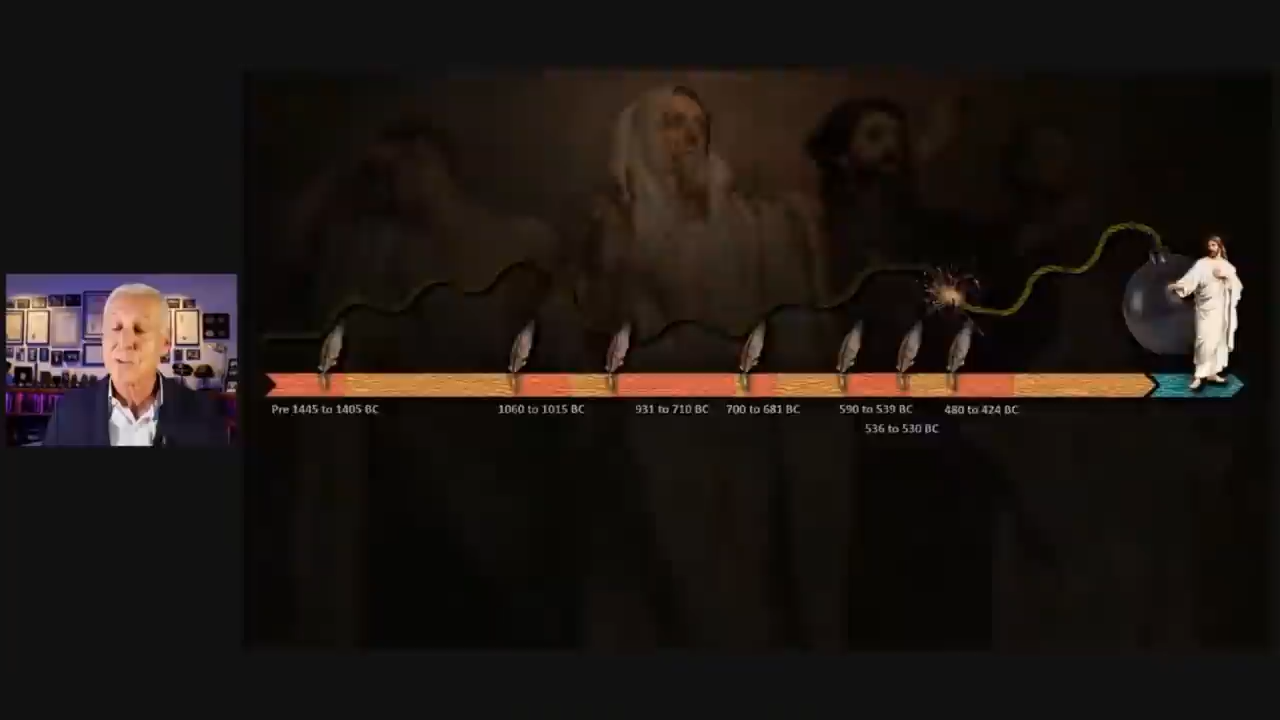 Pre 1445 to 1405 BC
1060 to 1015 BC
931 to 710 BC
700 to 681 BC
590 to 539 BC
480 to 424 BC
536 to 530 BC